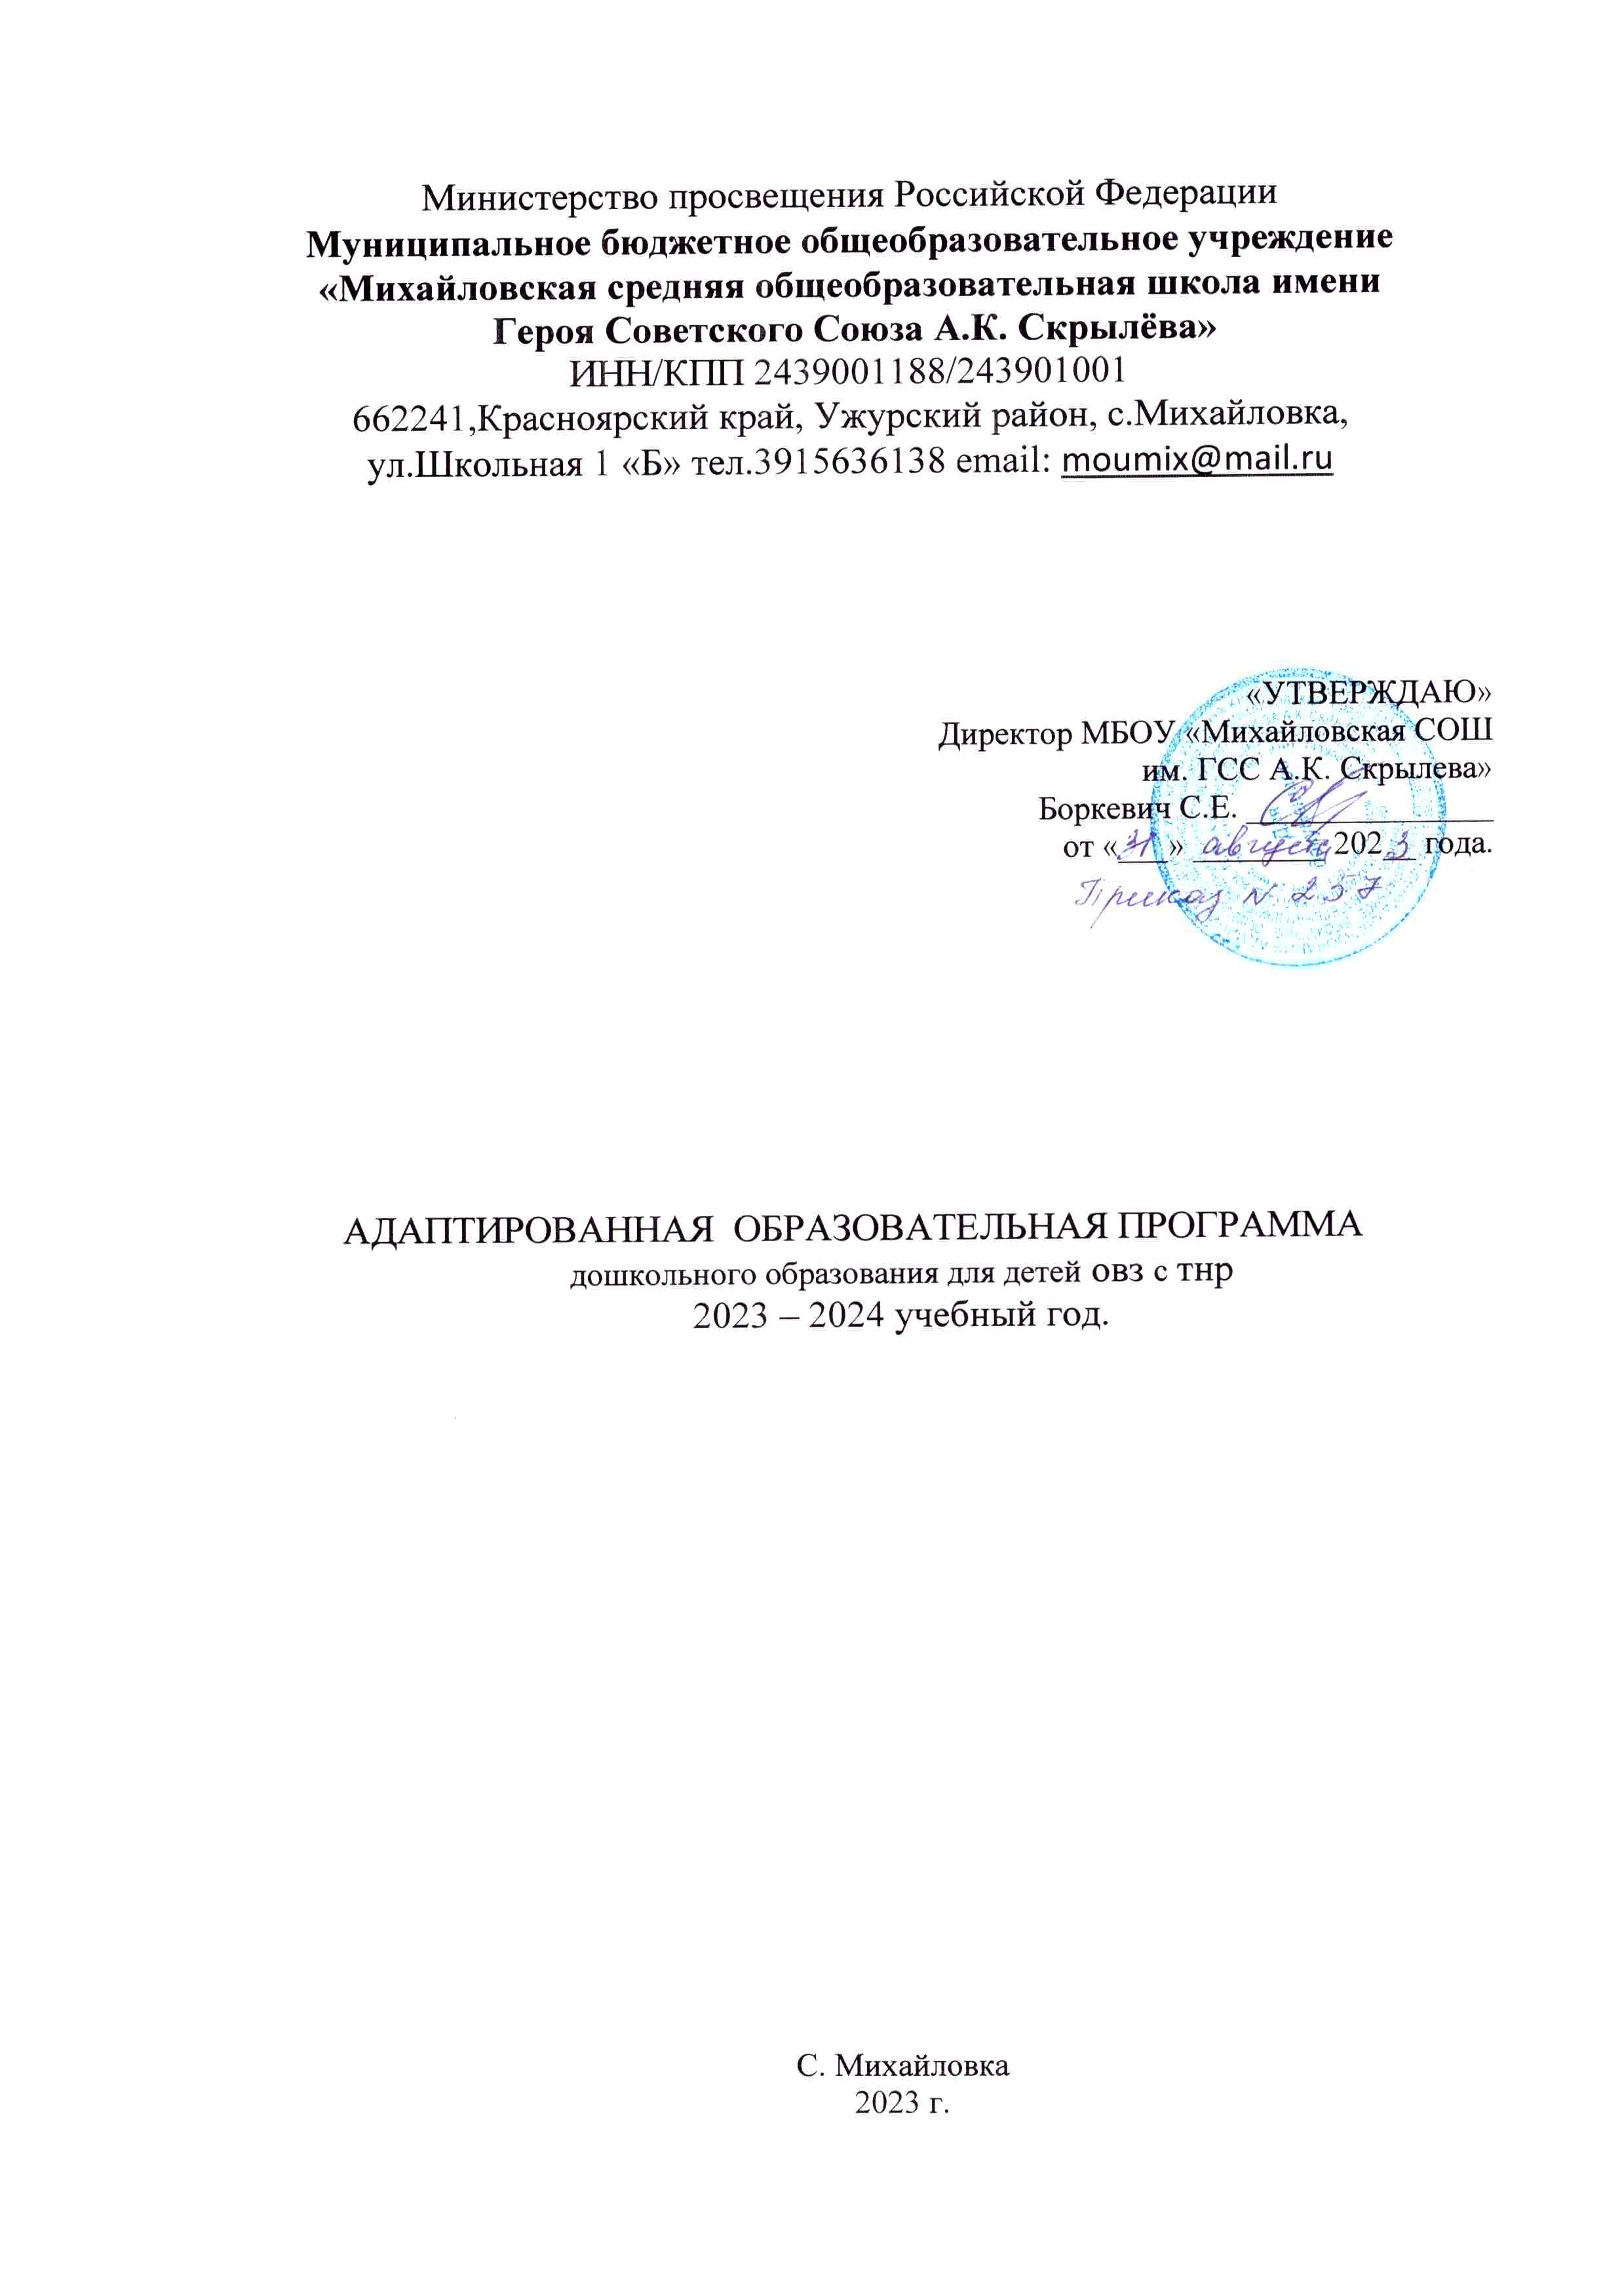 Министерство просвещения Российской Федерации
Муниципальное бюджетное общеобразовательное учреждение
«Михайловская средняя общеобразовательная школа имени
Героя Советского Союза А.К. Скрылёва»
ИНН/КПП 2439001188/243901001
662241,Красноярский край, Ужурский район, с.Михайловка,
ул.Школьная 1 «Б» тел.3915636138 email: moumix@mail.ru
«УТВЕРЖДАЮ»
Директор МБОУ «Михайловская СОШ
им. ГСС А.К. Скрылева»
Боркевич С.Е. _______________
от «31» августа 2023 года.
Приказ N 257
АДАПТИРОВАННАЯ  ОБРАЗОВАТЕЛЬНАЯ ПРОГРАММА
дошкольного образования для детей овз с тнр
2023 – 2024 учебный год.
С. Михайловка
2023 г.